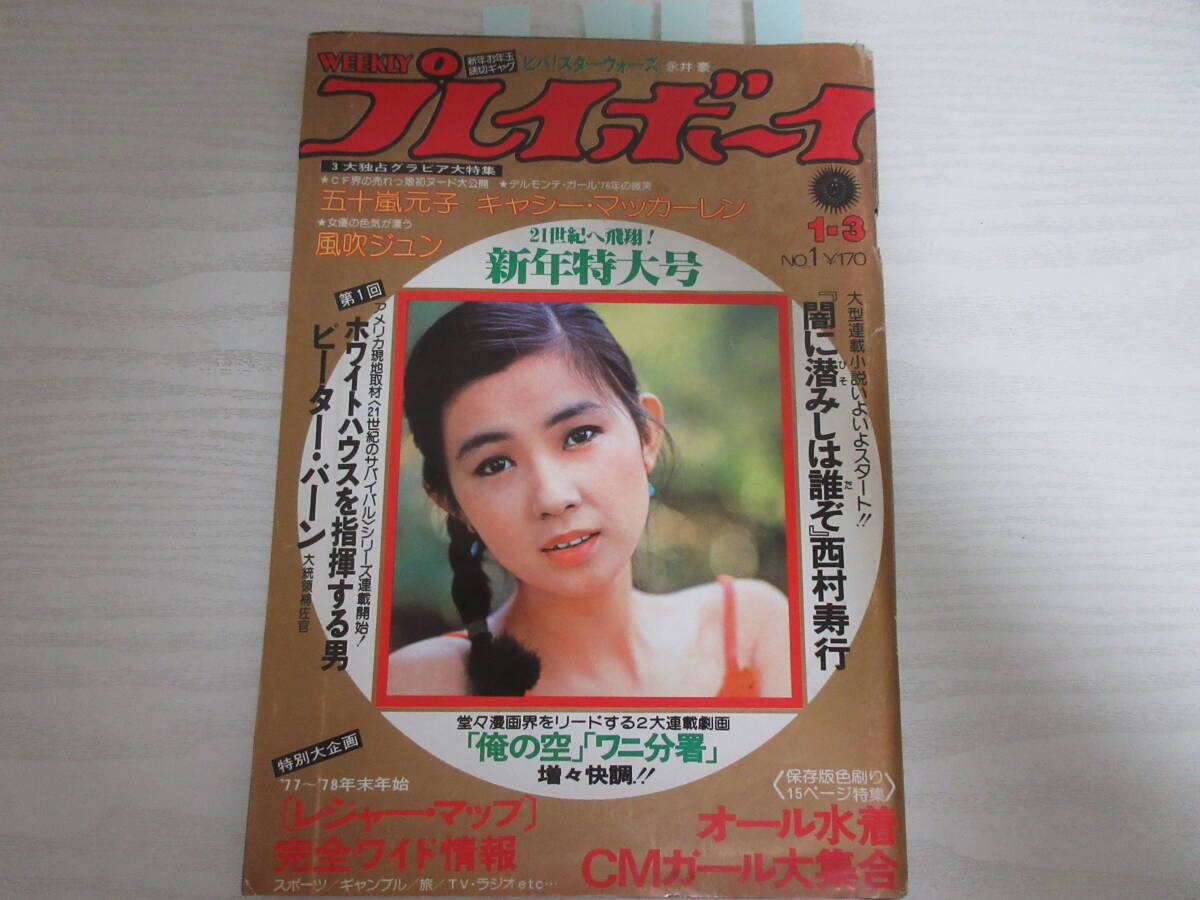 WEEKLY
新年お年玉
読切ギャグ
ビバ!スターウォーズ 永井 豪
プレイボーイ
3大独占グラビア大特集
★CF界の売れっ娘初ヌード大公開 ★デルモンテ・ガール'78年の微笑
五十嵐元子 キャシー・マッカーレン
★女優の色気が漂う
風吹ジュン
1-3
NO1 ¥170
21世紀へ飛翔!
新年特大号
大型連載小説いよいよスタート!!
『闇に潜みしは誰ぞ』西村寿行
ひそ
た
第1回
アメリカ現地取材〈21世紀のサバイバル〉シリーズ連載開始!
ホワイトハウスを指揮する男
ピーター・バーン 大統領補佐官
堂々漫画界をリードする2大連載劇画
「俺の空」「ワニ分署」
増々快調!!
特別大企画
'77〜'78年末年始
〔レジャー・マップ〕
完全ワイド情報
スポーツ/ギャンブル/旅/TV・ラジオetc…
〈保存版色刷り
15ページ特集〉
オール水着
CMガール大集合